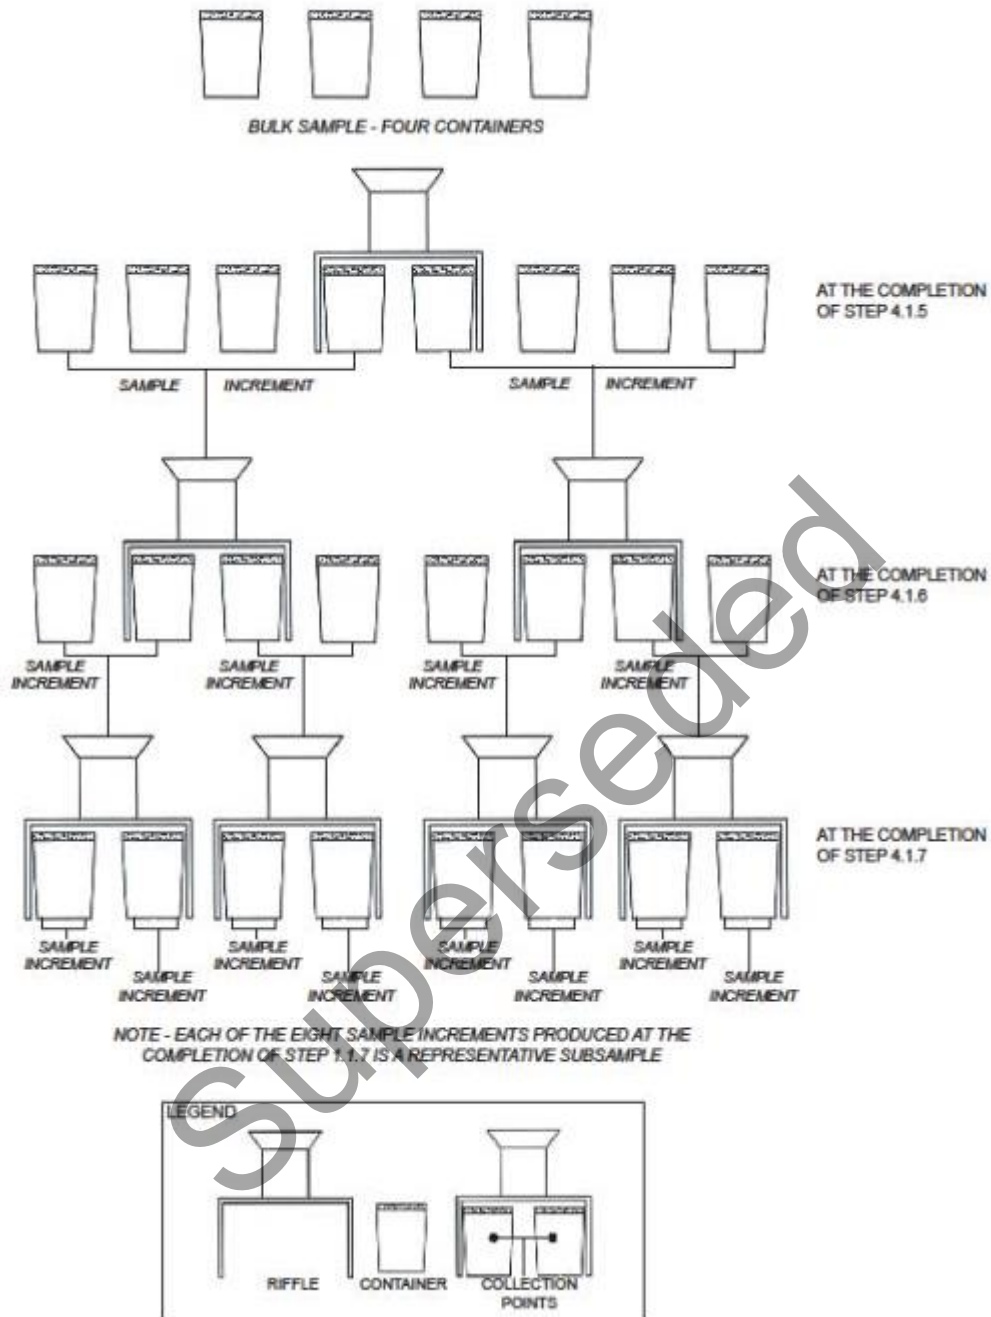 BULK SAMPLE - FOUR CONTAINERS
AT THE COMPLETION
OF STEP 4.1.5
SAMPLE INCREMENT
SAMPLE INCREMENT
AT THE COMPLETION
OF STEP 4.1.6
SAMPLE
INCREMENT
SAMPLE
INCREMENT
SAMPLE
INCREMENT
SAMPLE
INCREMENT
AT THE COMPLETION
OF STEP 4.1.7
SAMPLE
INCREMENT
SAMPLE
INCREMENT
SAMPLE
INCREMENT
SAMPLE
INCREMENT
SAMPLE
INCREMENT
SAMPLE
INCREMENT
SAMPLE
INCREMENT
SAMPLE
INCREMENT
NOTE - EACH OF THE EIGHT SAMPLE INCREMENTS PRODUCED AT THE
COMPLETION OF STEP 1.1.7 IS A REPRESENTATIVE SUBSAMPLE
LEGEND
RIFFLE
CONTAINER
COLLECTION
POINTS
Superseded